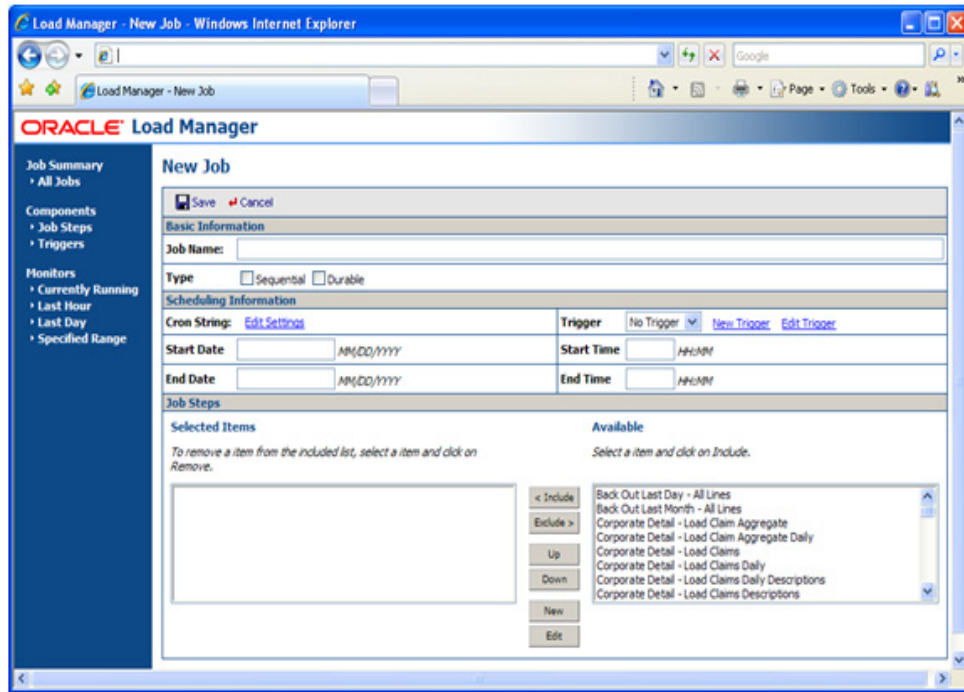 Load Manager - New Job - Windows Internet Explorer
Google
Load Manager - New Job
Page
Tools
ORACLE Load Manager
Job Summary
All Jobs
Components
Job Steps
Triggers
Monitors
Currently Running
Last Hour
Last Day
Specified Range
New Job
Save Cancel
Basic Information
Job Name:
Type Sequential Durable
Scheduling Information
Cron String: Edit Settings Trigger No Trigger New Trigger Edit Trigger
Start Date MM/DD/YYYY Start Time HH:MM
End Date MM/DD/YYYY End Time HH:MM
Job Steps
Selected Items
To remove a item from the included list, select a item and click on
Remove.
Available
Select a item and click on Include.
< Include
Exclude >
Up
Down
New
Edit
Back Out Last Day - All Lines
Back Out Last Month - All Lines
Corporate Detail - Load Claim Aggregate
Corporate Detail - Load Claim Aggregate Daily
Corporate Detail - Load Claims
Corporate Detail - Load Claims Daily
Corporate Detail - Load Claims Daily Descriptions
Corporate Detail - Load Claims Descriptions